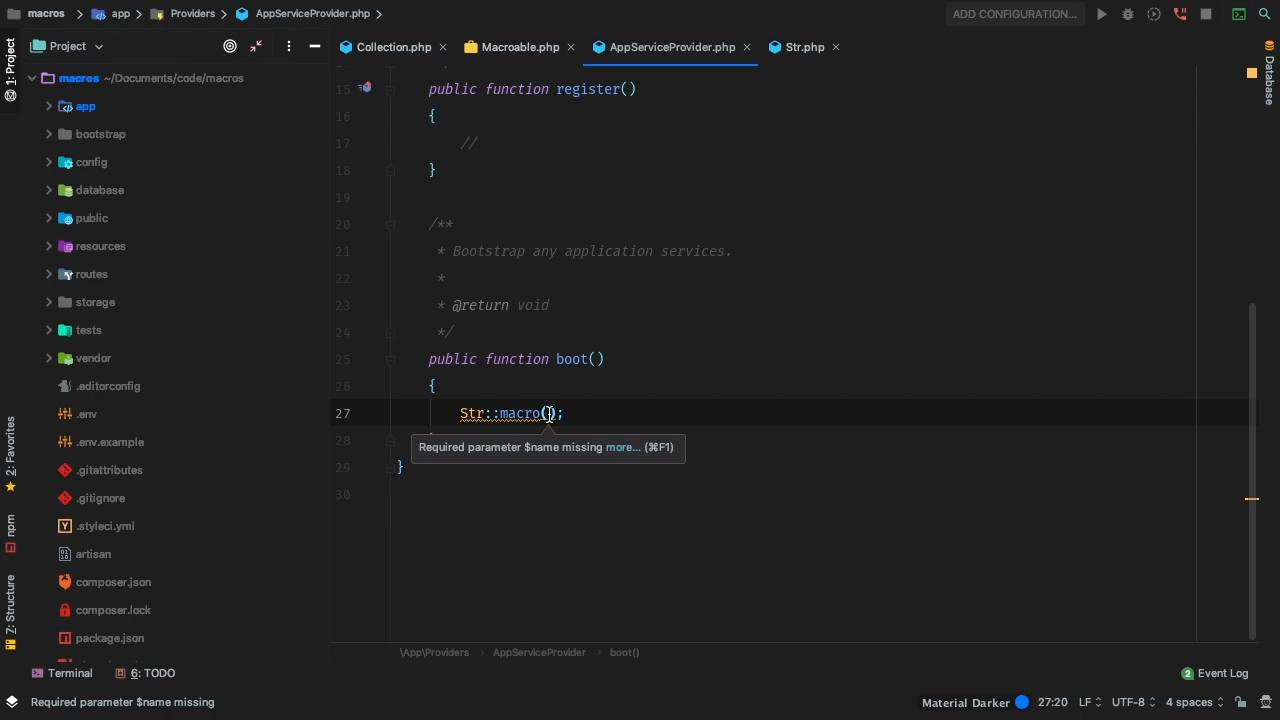 macros app Providers AppServiceProvider.php ADD CONFIGURATION...
1: Project
Project
Collection.php Macroable.php AppServiceProvider.php Str.php
Database
macros ~/Documents/code/macros
app
bootstrap
config
database
public
resources
routes
storage
tests
vendor
.editorconfig
.env
.env.example
.gitattributes
.gitignore
.styleci.yml
artisan
composer.json
composer.lock
package.json
2: Favorites
npm
7: Structure
15 public function register()
16 {
17 //
18 }
19
20 /**
21 * Bootstrap any application services.
22 *
23 * @return void
24 */
25 public function boot()
26 {
27 Str::macro();
28
Required parameter $name missing more... (⌘F1)
29 }
30
\App\Providers AppServiceProvider boot()
Terminal 6: TODO 2 Event Log
Required parameter $name missing Material Darker 27:20 LF UTF-8 4 spaces